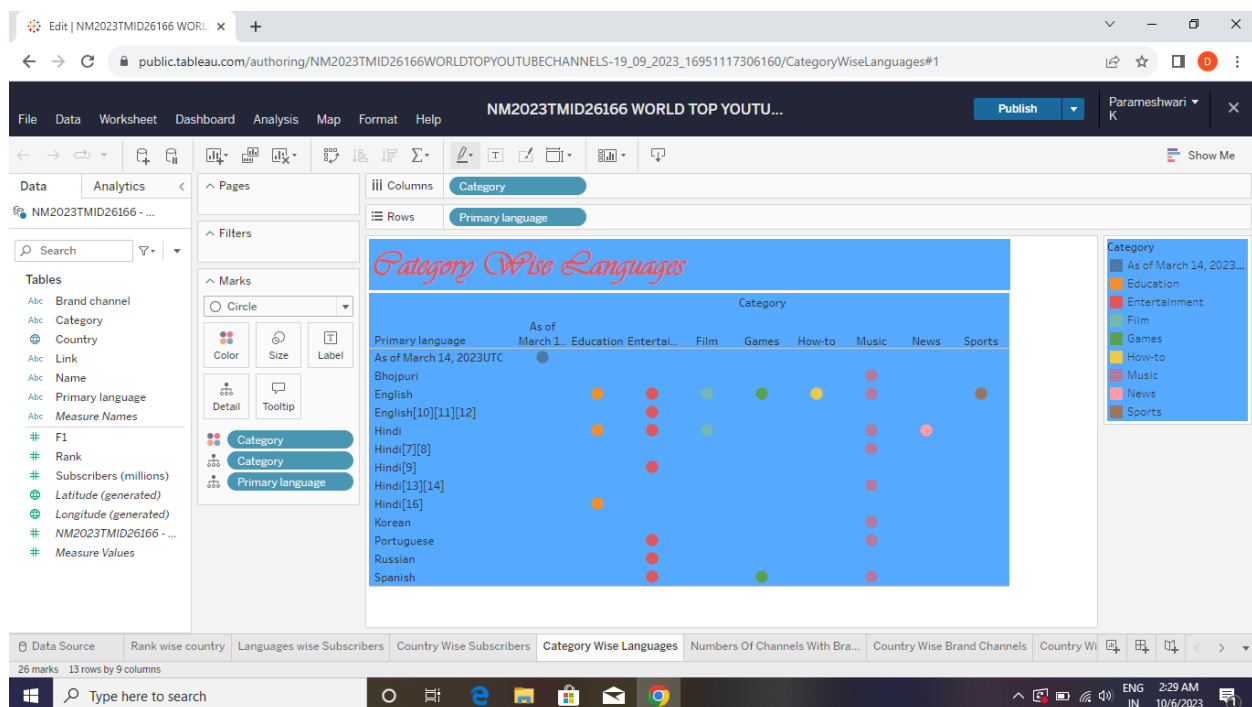 Edit | NM2023TMID26166 WORL
public.tableau.com/authoring/NM2023TMID26166WORLDTOPYOUTUBECHANNELS-19_09_2023_16951117306160/CategoryWiseLanguages#1
D
NM2023TMID26166 WORLD TOP YOUTU...
Publish
Parameshwari
K
File Data Worksheet Dashboard Analysis Map Format Help
Show Me
Data Analytics
NM2023TMID26166 - ...
Search
Tables
Abc Brand channel
Abc Category
Country
Abc Link
Abc Name
Abc Primary language
Abc Measure Names
# F1
# Rank
# Subscribers (millions)
Latitude (generated)
Longitude (generated)
# NM2023TMID26166 - ...
# Measure Values
Pages
Filters
Marks
Circle
Color Size Label
Detail Tooltip
Category
Category
Primary language
iii Columns Category
Rows Primary language
Category Wise Languages
Category
Primary language As of March 1.. Education Entertai.. Film Games How-to Music News Sports
As of March 14, 2023UTC
Bhojpuri
English
English[10][11][12]
Hindi
Hindi[7][8]
Hindi[9]
Hindi[13][14]
Hindi[16]
Korean
Portuguese
Russian
Spanish
Category
As of March 14, 2023...
Education
Entertainment
Film
Games
How-to
Music
News
Sports
Data Source Rank wise country Languages wise Subscribers Country Wise Subscribers Category Wise Languages Numbers Of Channels With Bra... Country Wise Brand Channels Country Wi
26 marks 13 rows by 9 columns
Type here to search
ENG 2:29 AM
IN 10/6/2023
1